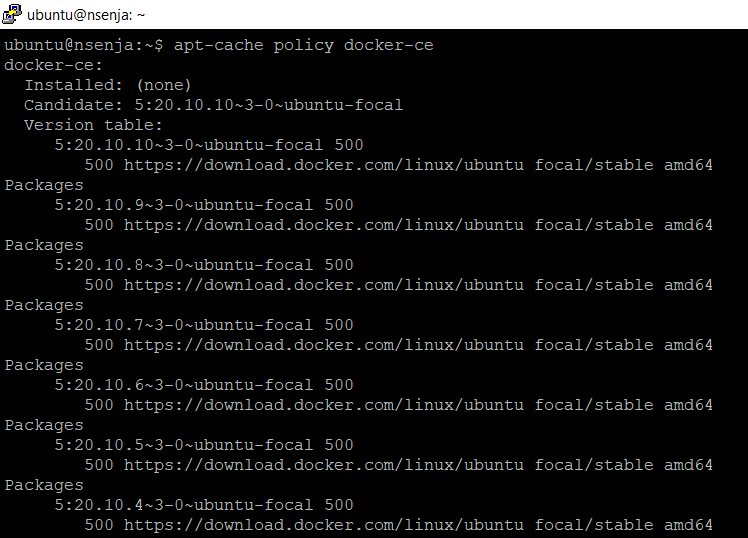 ubuntu@nsenja: ~
ubuntu@nsenja:~$ apt-cache policy docker-ce
docker-ce:
  Installed: (none)
  Candidate: 5:20.10.10~3-0~ubuntu-focal
  Version table:
     5:20.10.10~3-0~ubuntu-focal 500
        500 https://download.docker.com/linux/ubuntu focal/stable amd64
Packages
     5:20.10.9~3-0~ubuntu-focal 500
        500 https://download.docker.com/linux/ubuntu focal/stable amd64
Packages
     5:20.10.8~3-0~ubuntu-focal 500
        500 https://download.docker.com/linux/ubuntu focal/stable amd64
Packages
     5:20.10.7~3-0~ubuntu-focal 500
        500 https://download.docker.com/linux/ubuntu focal/stable amd64
Packages
     5:20.10.6~3-0~ubuntu-focal 500
        500 https://download.docker.com/linux/ubuntu focal/stable amd64
Packages
     5:20.10.5~3-0~ubuntu-focal 500
        500 https://download.docker.com/linux/ubuntu focal/stable amd64
Packages
     5:20.10.4~3-0~ubuntu-focal 500
        500 https://download.docker.com/linux/ubuntu focal/stable amd64